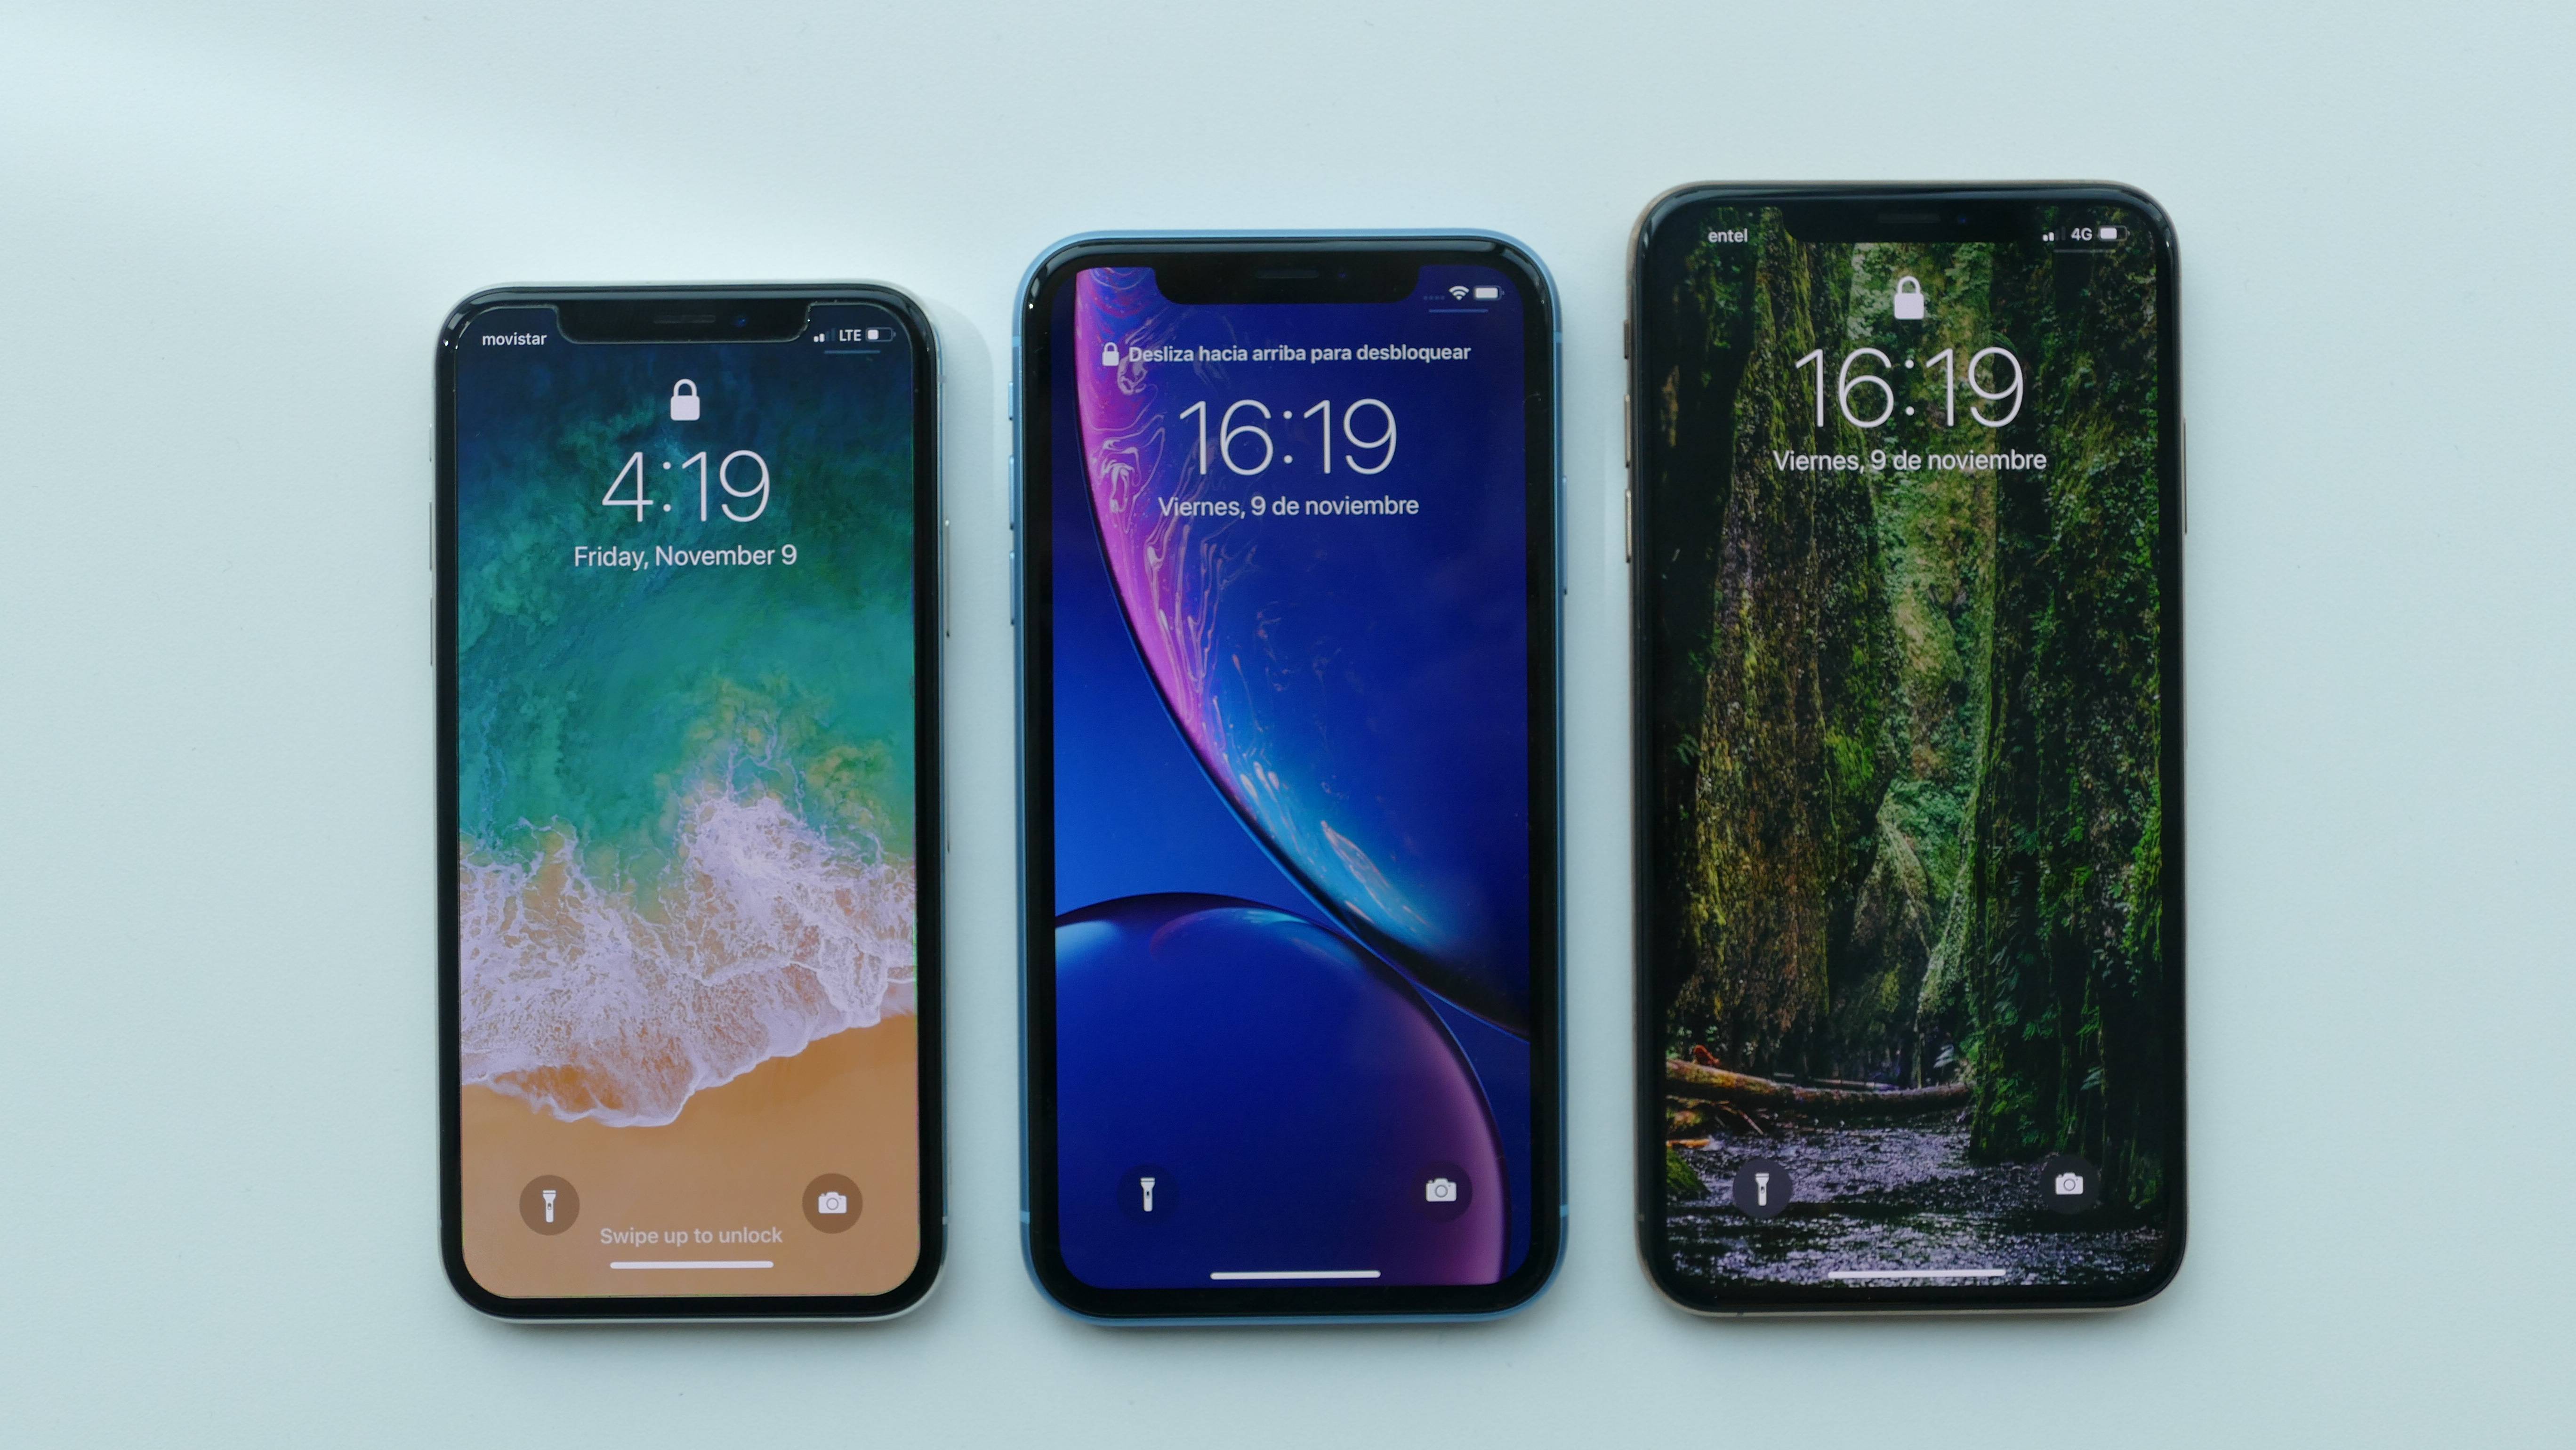 movistar
LTE
4:19
Friday, November 9
Swipe up to unlock
Desliza hacia arriba para desbloquear
16:19
Viernes, 9 de noviembre
entel
4G
16:19
Viernes, 9 de noviembre